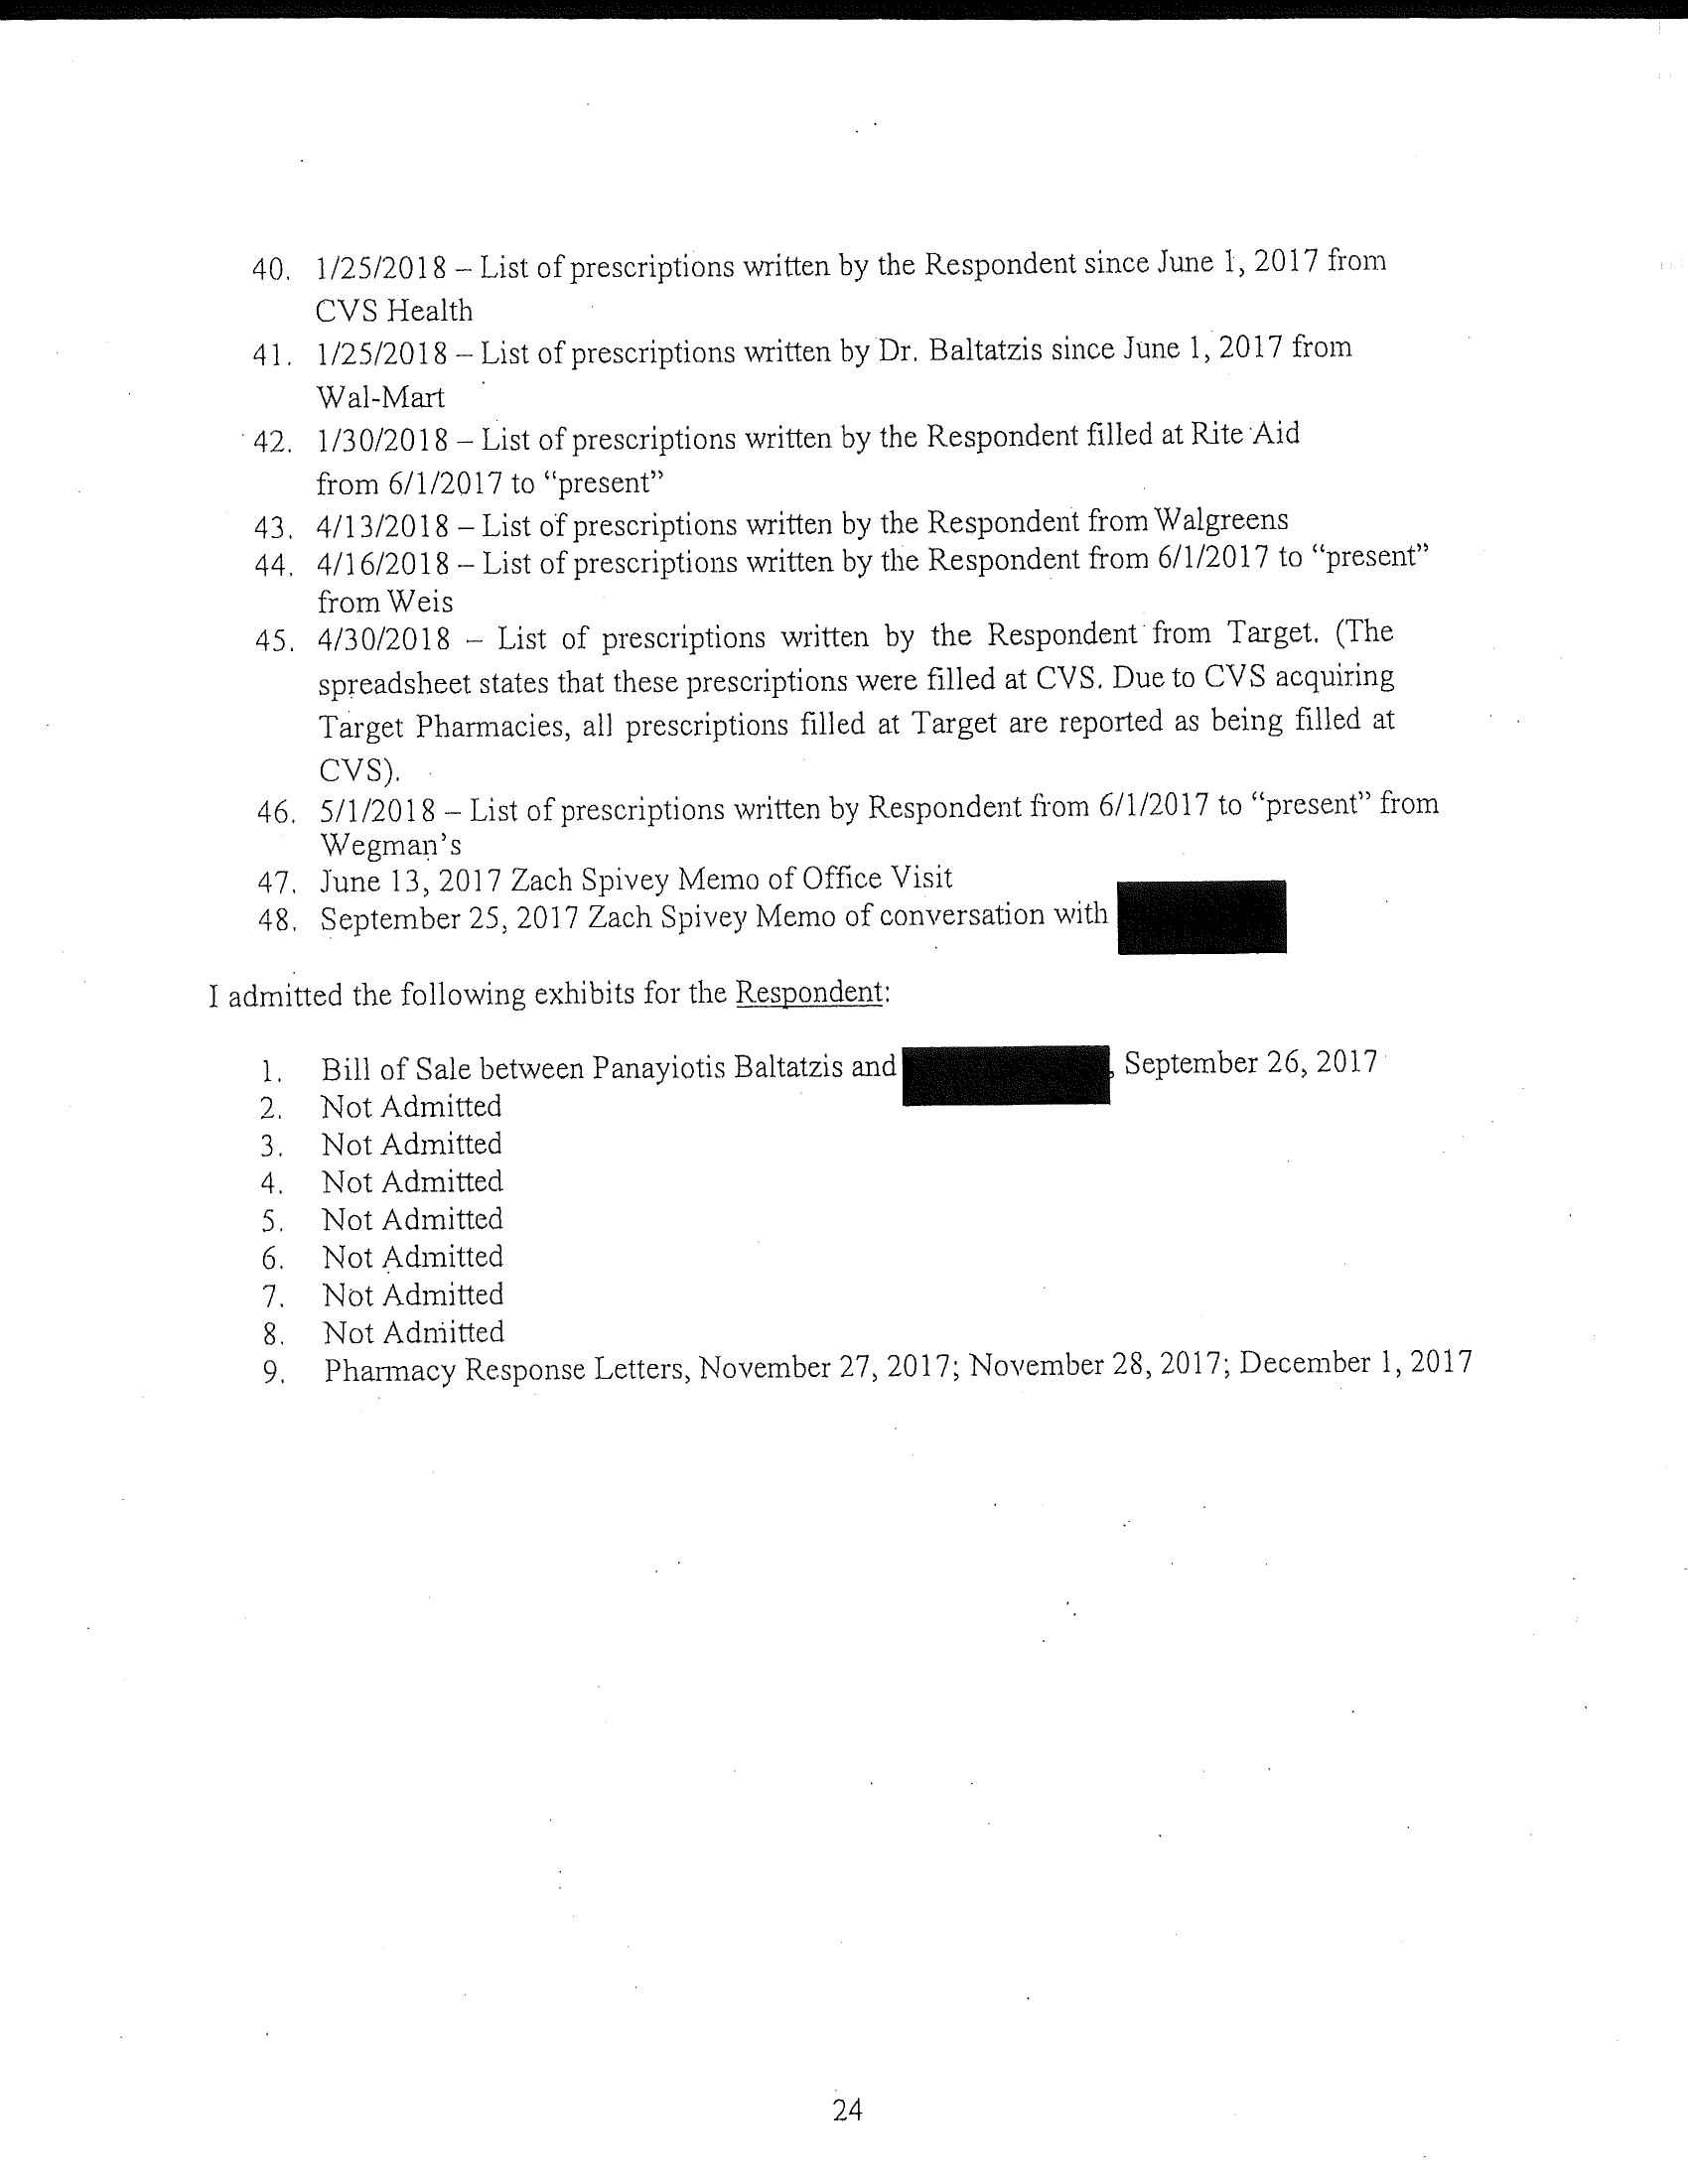 40. 1/25/2018 – List of prescriptions written by the Respondent since June 1, 2017 from
CVS Health
41. 1/25/2018 – List of prescriptions written by Dr. Baltatzis since June 1, 2017 from
Wal-Mart
42. 1/30/2018 – List of prescriptions written by the Respondent filled at Rite Aid
from 6/1/2017 to “present”
43. 4/13/2018 – List of prescriptions written by the Respondent from Walgreens
44. 4/16/2018 – List of prescriptions written by the Respondent from 6/1/2017 to “present”
from Weis
45. 4/30/2018 – List of prescriptions written by the Respondent from Target. (The
spreadsheet states that these prescriptions were filled at CVS. Due to CVS acquiring
Target Pharmacies, all prescriptions filled at Target are reported as being filled at
CVS).
46. 5/1/2018 – List of prescriptions written by Respondent from 6/1/2017 to “present” from
Wegman’s
47. June 13, 2017 Zach Spivey Memo of Office Visit
48. September 25, 2017 Zach Spivey Memo of conversation with
I admitted the following exhibits for the Respondent:
1. Bill of Sale between Panayiotis Baltatzis and , September 26, 2017
2. Not Admitted
3. Not Admitted
4. Not Admitted
5. Not Admitted
6. Not Admitted
7. Not Admitted
8. Not Admitted
9. Pharmacy Response Letters, November 27, 2017; November 28, 2017; December 1, 2017
24